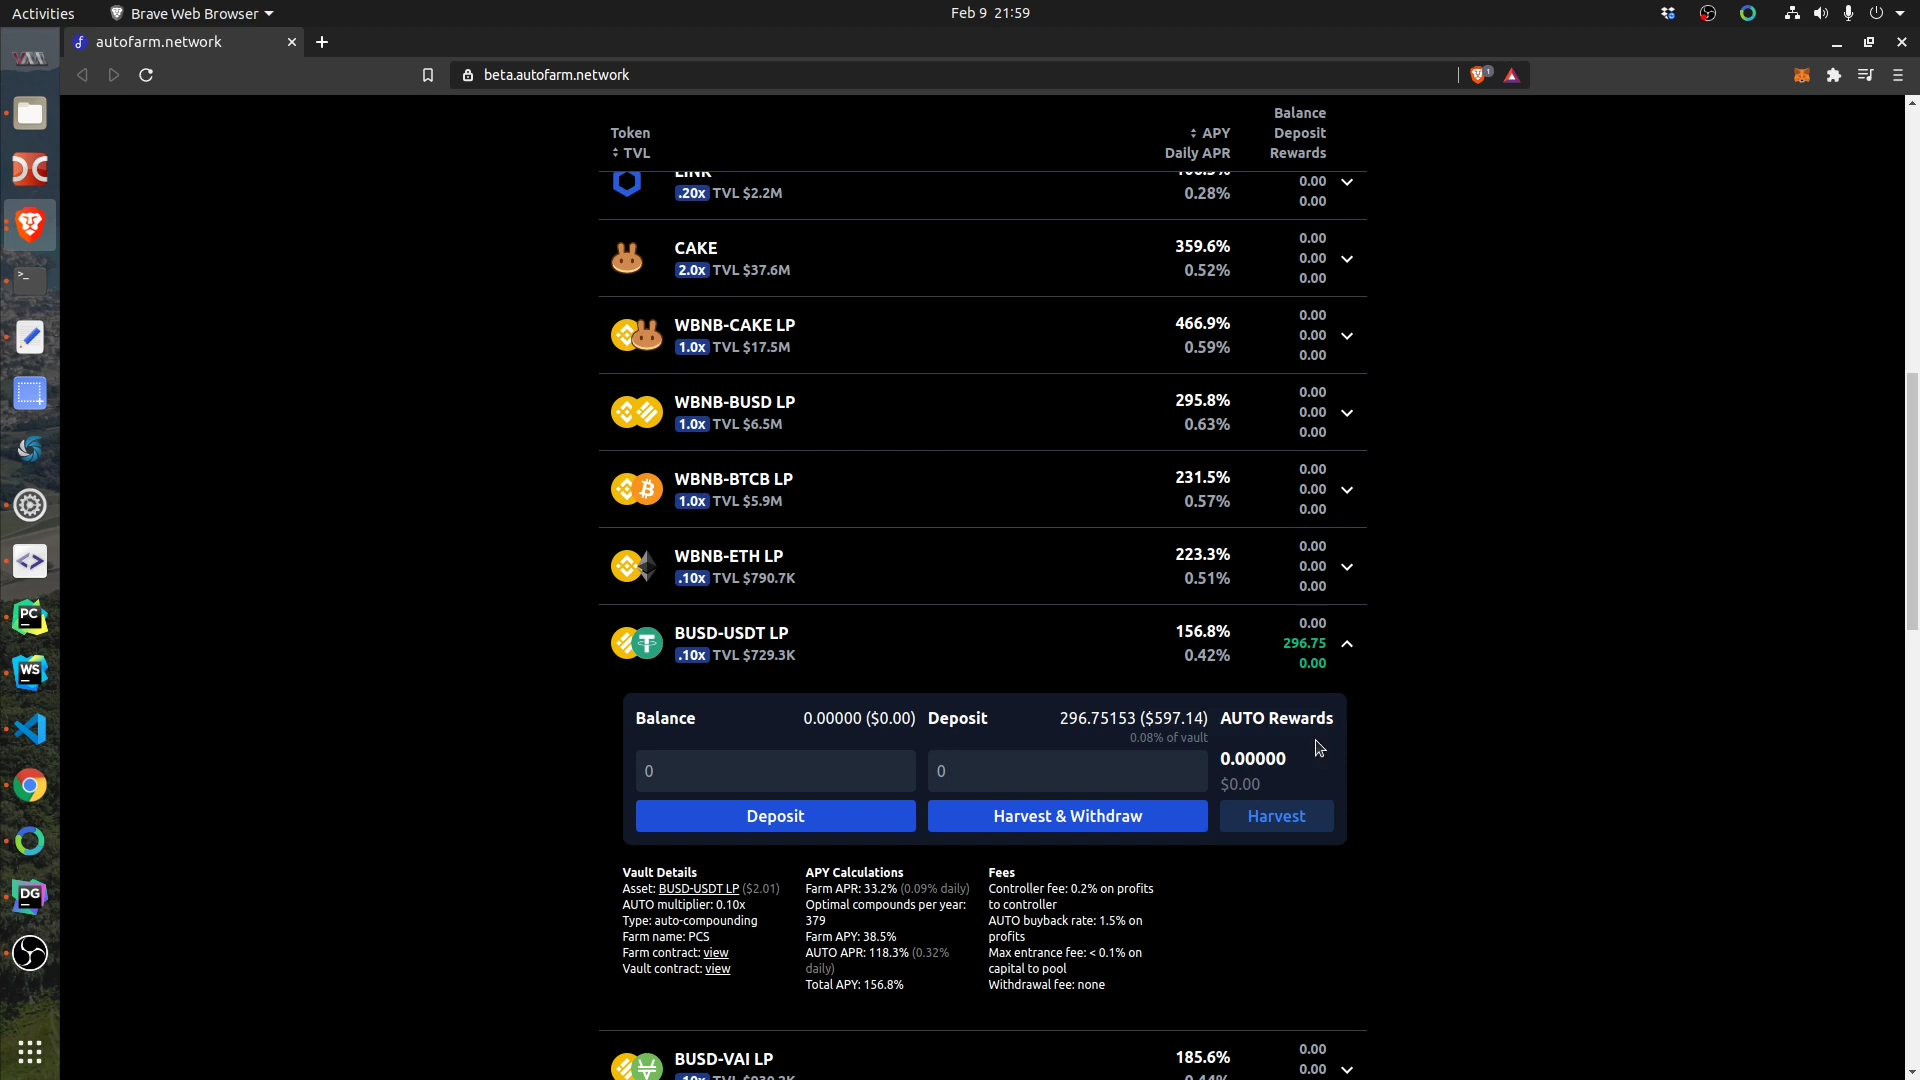 Activities
Brave Web Browser
Feb 9 21:59
autofarm.network
beta.autofarm.network
1
Token
TVL
APY
Daily APR
Balance
Deposit
Rewards
LINK
.20x TVL $2.2M
0.28%
0.00
0.00
CAKE
2.0x TVL $37.6M
359.6%
0.52%
0.00
0.00
0.00
WBNB-CAKE LP
1.0x TVL $17.5M
466.9%
0.59%
0.00
0.00
0.00
WBNB-BUSD LP
1.0x TVL $6.5M
295.8%
0.63%
0.00
0.00
0.00
WBNB-BTCB LP
1.0x TVL $5.9M
231.5%
0.57%
0.00
0.00
0.00
WBNB-ETH LP
.10x TVL $790.7K
223.3%
0.51%
0.00
0.00
0.00
BUSD-USDT LP
.10x TVL $729.3K
156.8%
0.42%
0.00
296.75
0.00
Balance 0.00000 ($0.00)
0
Deposit
Deposit 296.75153 ($597.14)
0.08% of vault
0
Harvest & Withdraw
AUTO Rewards
0.00000
$0.00
Harvest
Vault Details
Asset: BUSD-USDT LP ($2.01)
AUTO multiplier: 0.10x
Type: auto-compounding
Farm name: PCS
Farm contract: view
Vault contract: view
APY Calculations
Farm APR: 33.2% (0.09% daily)
Optimal compounds per year:
379
Farm APY: 38.5%
AUTO APR: 118.3% (0.32%
daily)
Total APY: 156.8%
Fees
Controller fee: 0.2% on profits
to controller
AUTO buyback rate: 1.5% on
profits
Max entrance fee: < 0.1% on
capital to pool
Withdrawal fee: none
BUSD-VAI LP
185.6%
0.00
0.00
PC
WS
DG